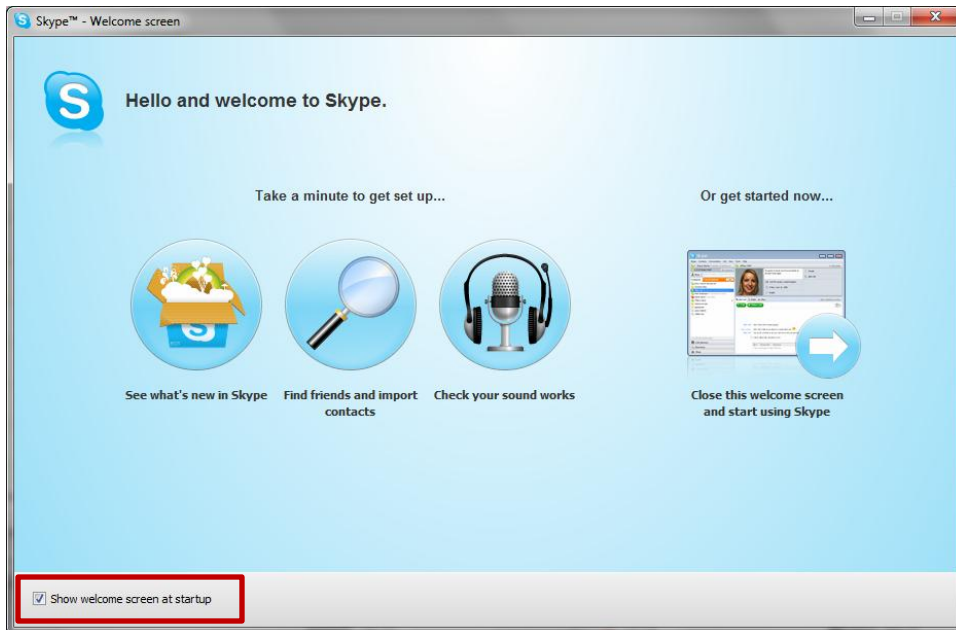 Skype™ - Welcome screen
Hello and welcome to Skype.
Take a minute to get set up...
Or get started now...
See what's new in Skype
Find friends and import
contacts
Check your sound works
Close this welcome screen
and start using Skype
Show welcome screen at startup